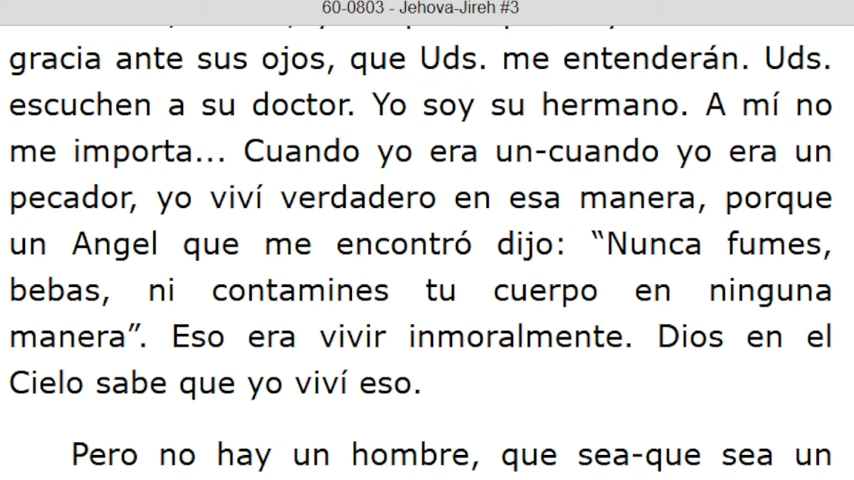 60-0803 - Jehova-Jireh #3
gracia ante sus ojos, que Uds. me entenderán. Uds.
escuchen a su doctor. Yo soy su hermano. A mí no
me importa... Cuando yo era un-cuando yo era un
pecador, yo viví verdadero en esa manera, porque
un Angel que me encontró dijo: “Nunca fumes,
bebas, ni contamines tu cuerpo en ninguna
manera”. Eso era vivir inmoralmente. Dios en el
Cielo sabe que yo viví eso.
Pero no hay un hombre, que sea-que sea un